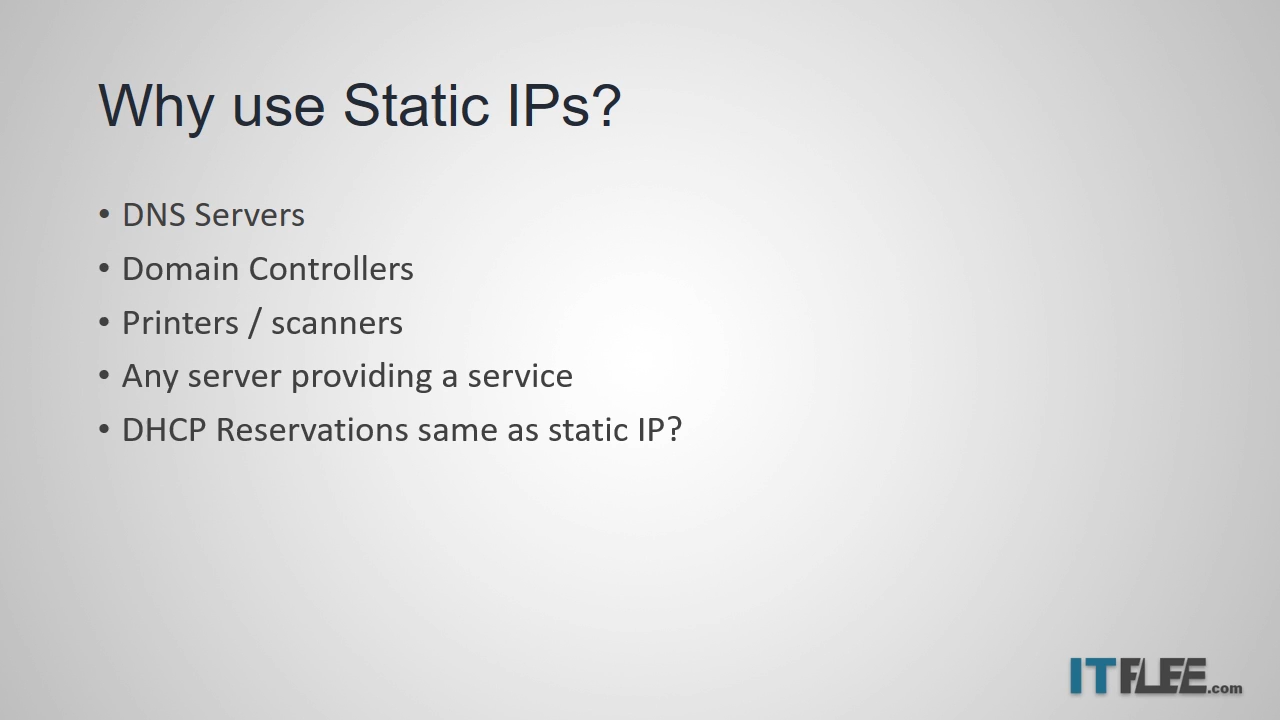 Why use Static IPs?
• DNS Servers
• Domain Controllers
• Printers / scanners
• Any server providing a service
• DHCP Reservations same as static IP?
ITFLEE.com